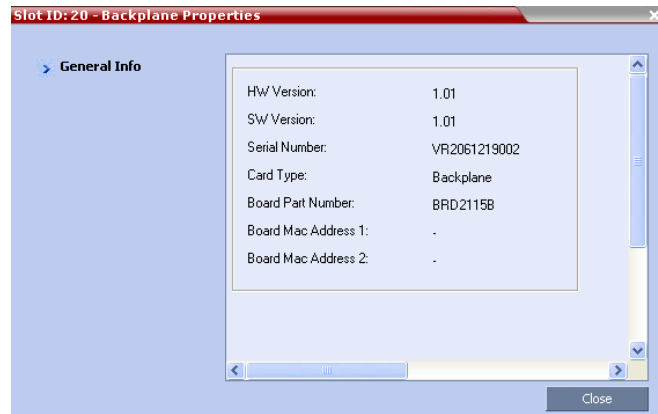 Slot ID: 20 - Backplane Properties
General Info
HW Version: 1.01
SW Version: 1.01
Serial Number: VR2061219002
Card Type: Backplane
Board Part Number: BRD2115B
Board Mac Address 1: -
Board Mac Address 2: -
Close